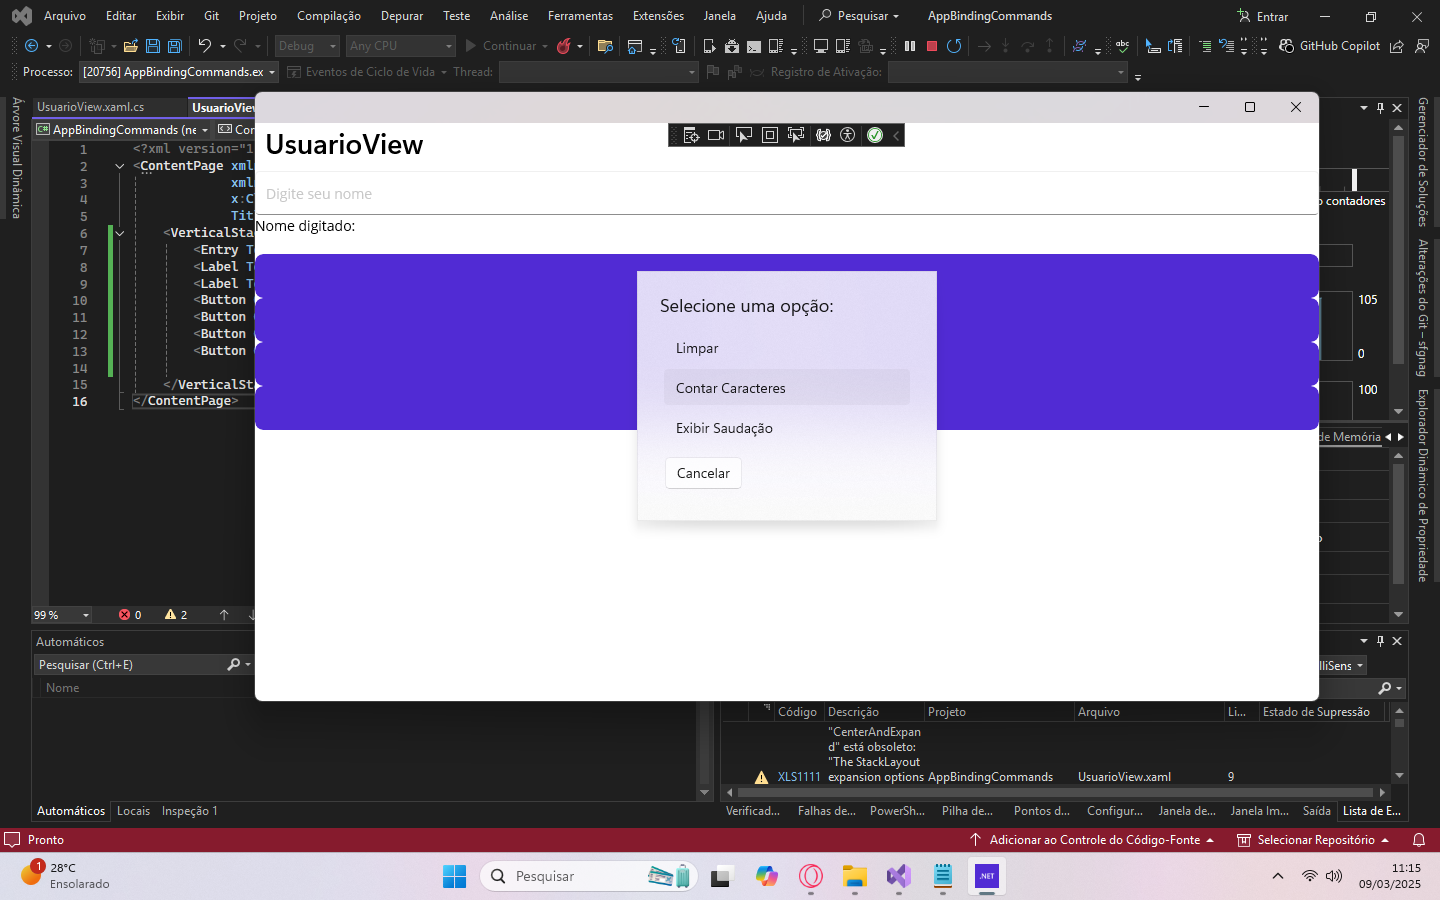 Arquivo Editar Exibir Git Projeto Compilação Depurar Teste Análise Ferramentas Extensões Janela Ajuda Pesquisar AppBindingCommands Entrar
Debug Any CPU Continuar GitHub Copilot
Processo: [20756] AppBindingCommands.ex Eventos de Ciclo de Vida Thread: Registro de Ativação:
UsuarioView.xaml.cs UsuarioView
AppBindingCommands (ne Con
Árvore Visual Dinâmica
1 <?xml version="1
2 <ContentPage xmln
3 xmln
4 x:C
5 Tit
6 <VerticalSta
7 <Entry T
8 <Label T
9 <Label T
10 <Button
11 <Button
12 <Button
13 <Button
14
15 </VerticalSt
16 </ContentPage>
UsuarioView
Digite seu nome
Nome digitado:
Selecione uma opção:
Limpar
Contar Caracteres
Exibir Saudação
Cancelar
o contadores
105
0
100
de Memória
Gerenciador de Soluções
Alterações do Git – sfgnag
Explorador Dinâmico de Propriedade
99 % 0 2
Automáticos
Pesquisar (Ctrl+E)
Nome
Automáticos Locais Inspeção 1
lliSens
Código Descrição Projeto Arquivo Li... Estado de Supressão
"CenterAndExpan
d" está obsoleto:
"The StackLayout
XLS1111 expansion options AppBindingCommands UsuarioView.xaml 9
Verificad... Falhas de... PowerSh... Pilha de... Pontos d... Configur... Janela de... Janela Im... Saída Lista de E...
Pronto Adicionar ao Controle do Código-Fonte Selecionar Repositório
1
28°C
Ensolarado
Pesquisar
.NET
11:15
09/03/2025